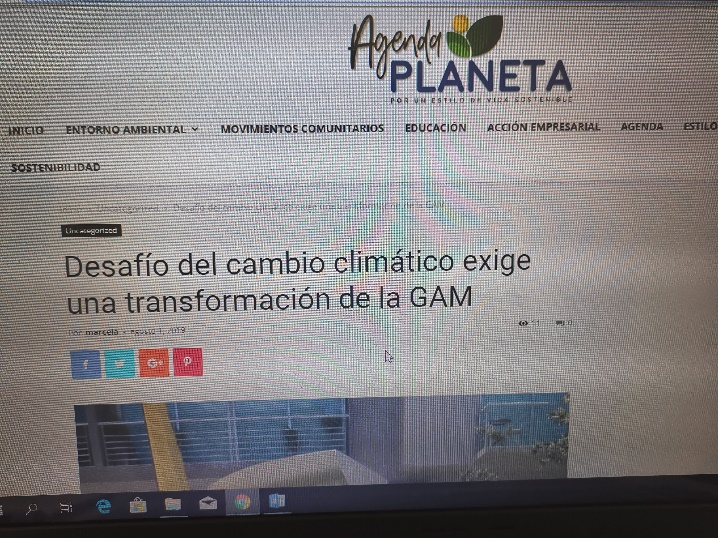 Agenda
PLANETA
POR UN ESTILO DE VIDA SOSTENIBLE
INICIO ENTORNO AMBIENTAL MOVIMIENTOS COMUNITARIOS EDUCACIÓN ACCIÓN EMPRESARIAL AGENDA ESTILO
SOSTENIBILIDAD
Uncategorized
Desafío del cambio climático exige
una transformación de la GAM
Por marcela - agosto 1, 2019
f G+